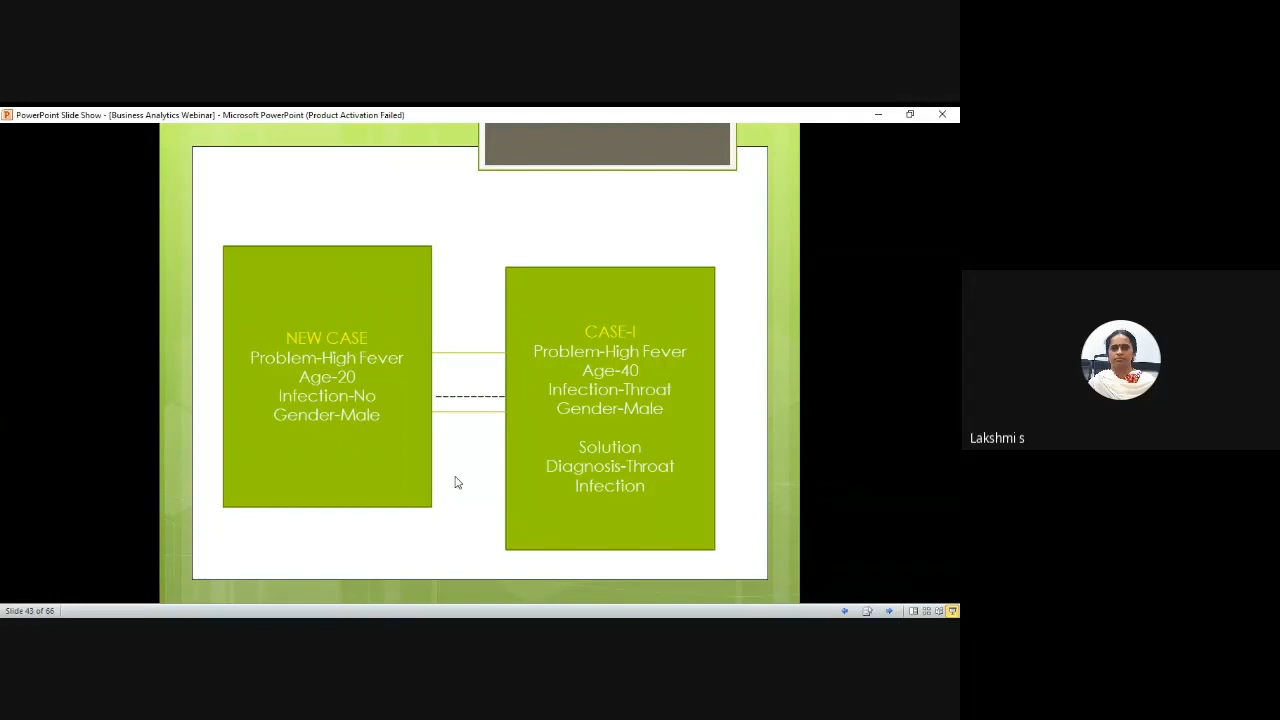 PowerPoint Slide Show - [Business Analytics Webinar] - Microsoft PowerPoint (Product Activation Failed)
NEW CASE
Problem-High Fever
Age-20
Infection-No
Gender-Male
CASE-I
Problem-High Fever
Age-40
Infection-Throat
Gender-Male
Solution
Diagnosis-Throat
Infection
Lakshmi s
Slide 43 of 66